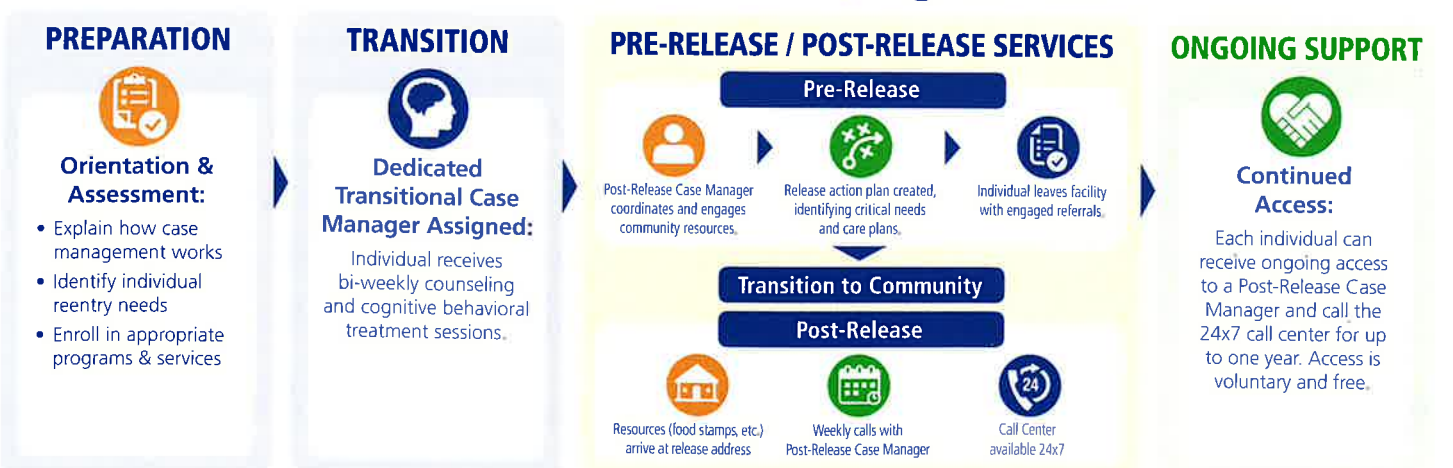 PREPARATION
Orientation &
Assessment:
• Explain how case
management works
• Identify individual
reentry needs
• Enroll in appropriate
programs & services
TRANSITION
Dedicated
Transitional Case
Manager Assigned:
Individual receives
bi-weekly counseling
and cognitive behavioral
treatment sessions.
PRE-RELEASE / POST-RELEASE SERVICES
Pre-Release
Post-Release Case Manager
coordinates and engages
community resources.
Release action plan created,
identifying critical needs
and care plans.
Individual leaves facility
with engaged referrals.
Transition to Community
Post-Release
Resources (food stamps, etc.)
arrive at release address
Weekly calls with
Post-Release Case Manager
24
Call Center
available 24x7
ONGOING SUPPORT
Continued
Access:
Each individual can
receive ongoing access
to a Post-Release Case
Manager and call the
24x7 call center for up
to one year. Access is
voluntary and free.